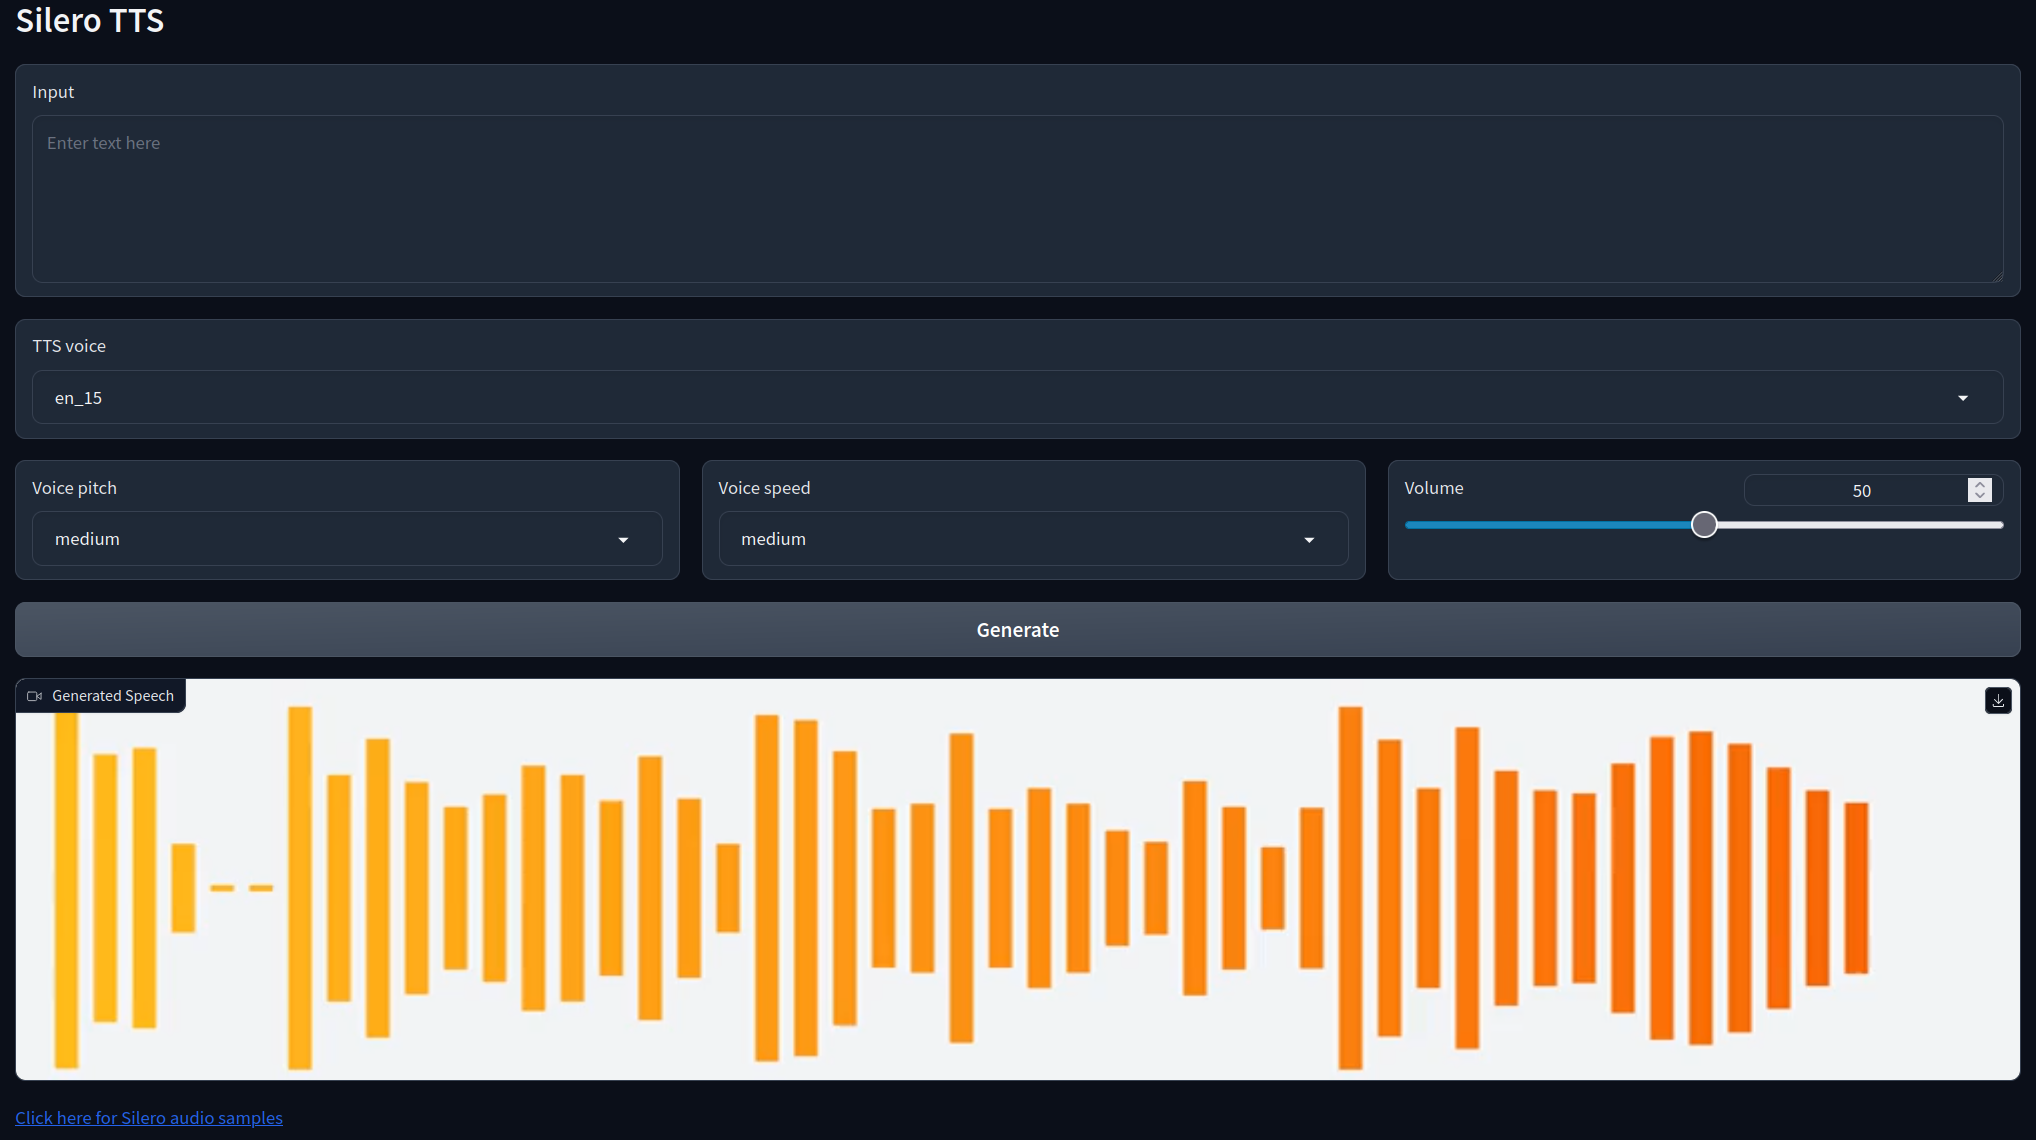 Silero TTS
Input
Enter text here
TTS voice
en_15
Voice pitch
medium
Voice speed
medium
Volume
50
Generate
Generated Speech
Click here for Silero audio samples